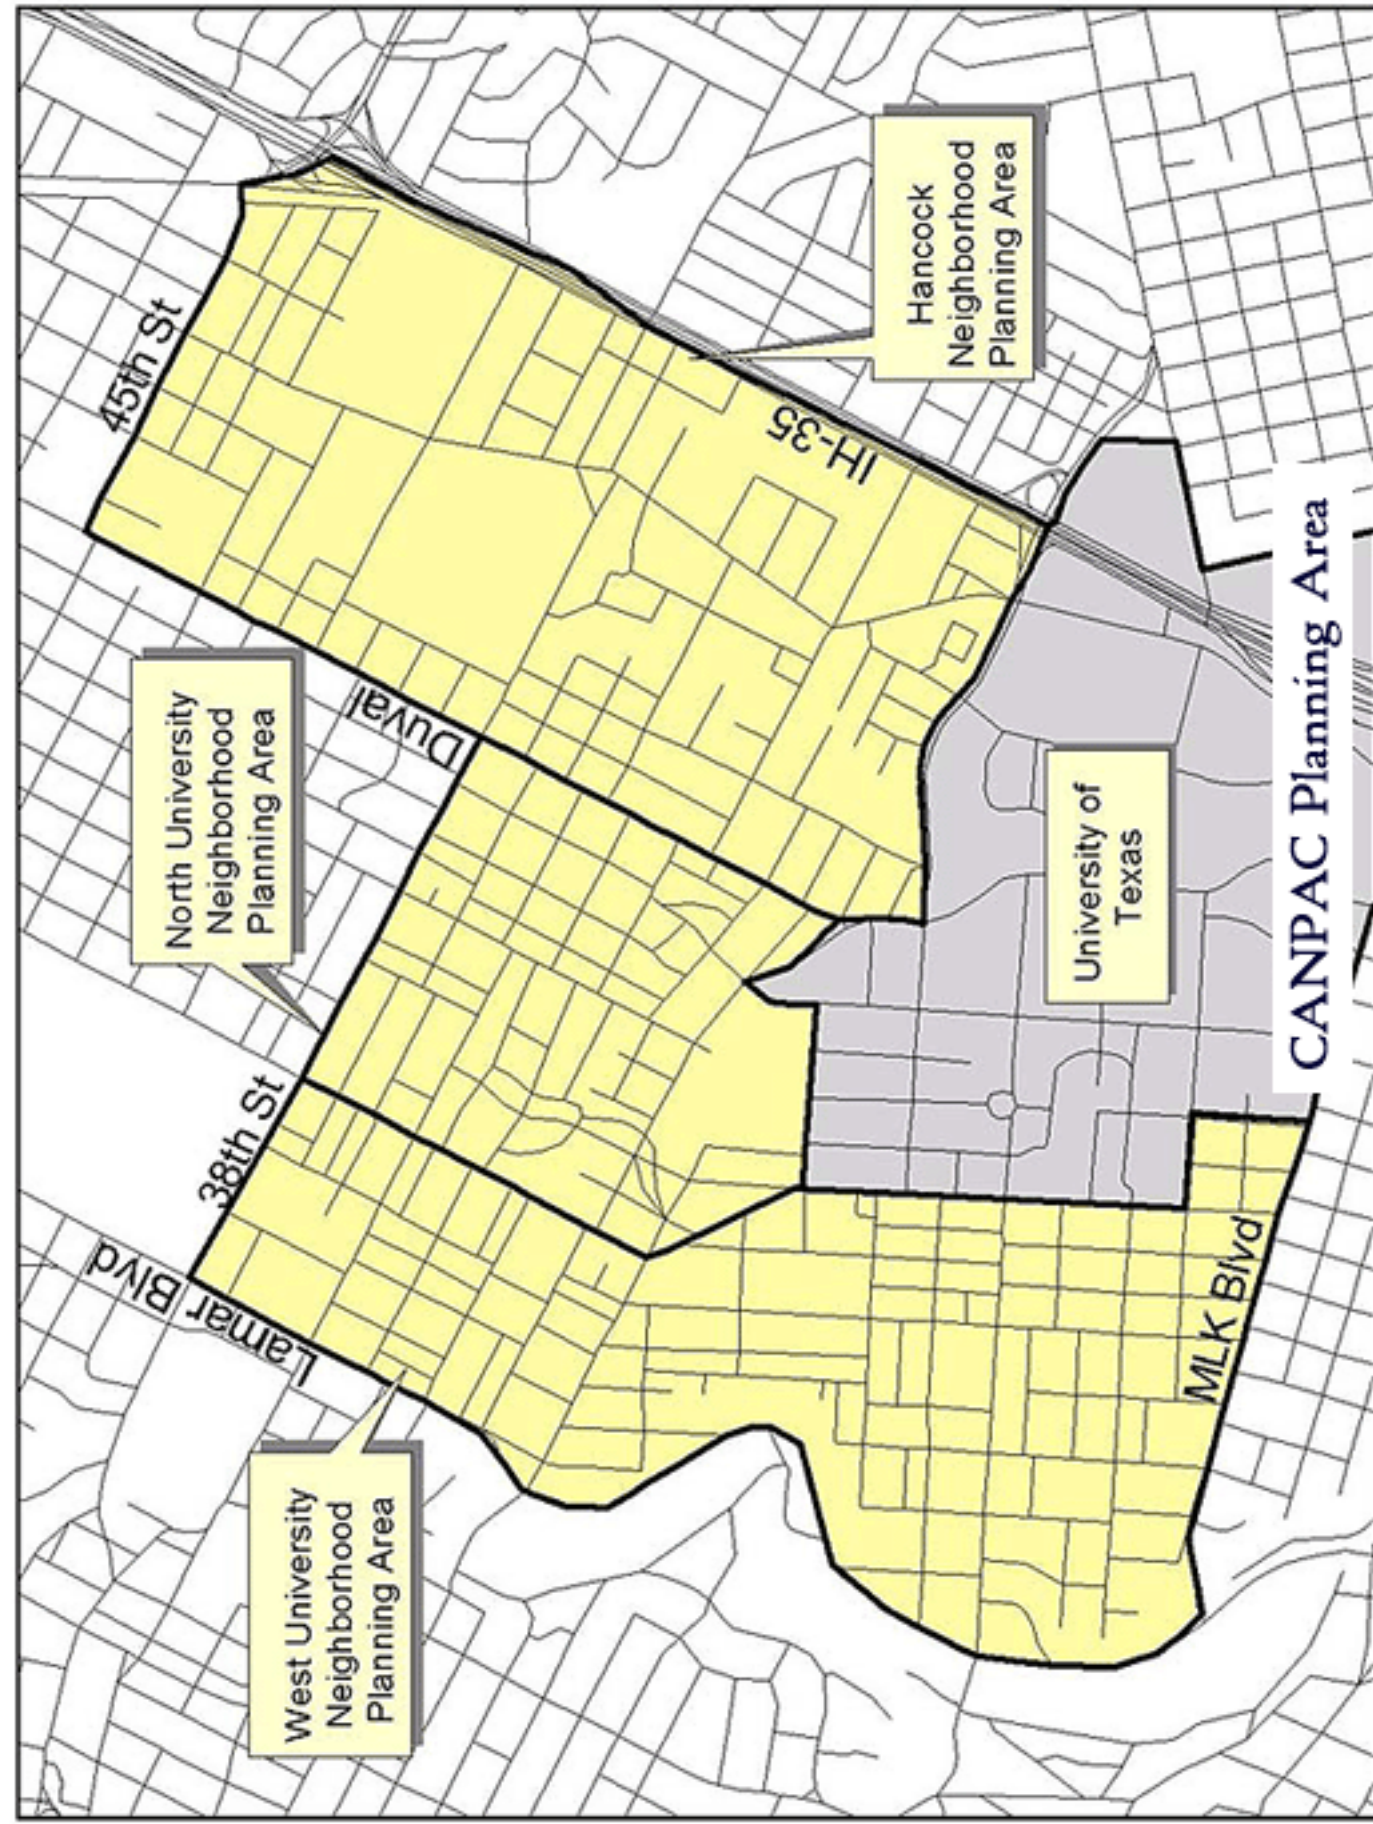 45th St
Hancock
Neighborhood
Planning Area
IH-35
North University
Neighborhood
Planning Area
Duval
38th St
Lamar Blvd
West University
Neighborhood
Planning Area
University of
Texas
MLK Blvd
CANPAC Planning Area